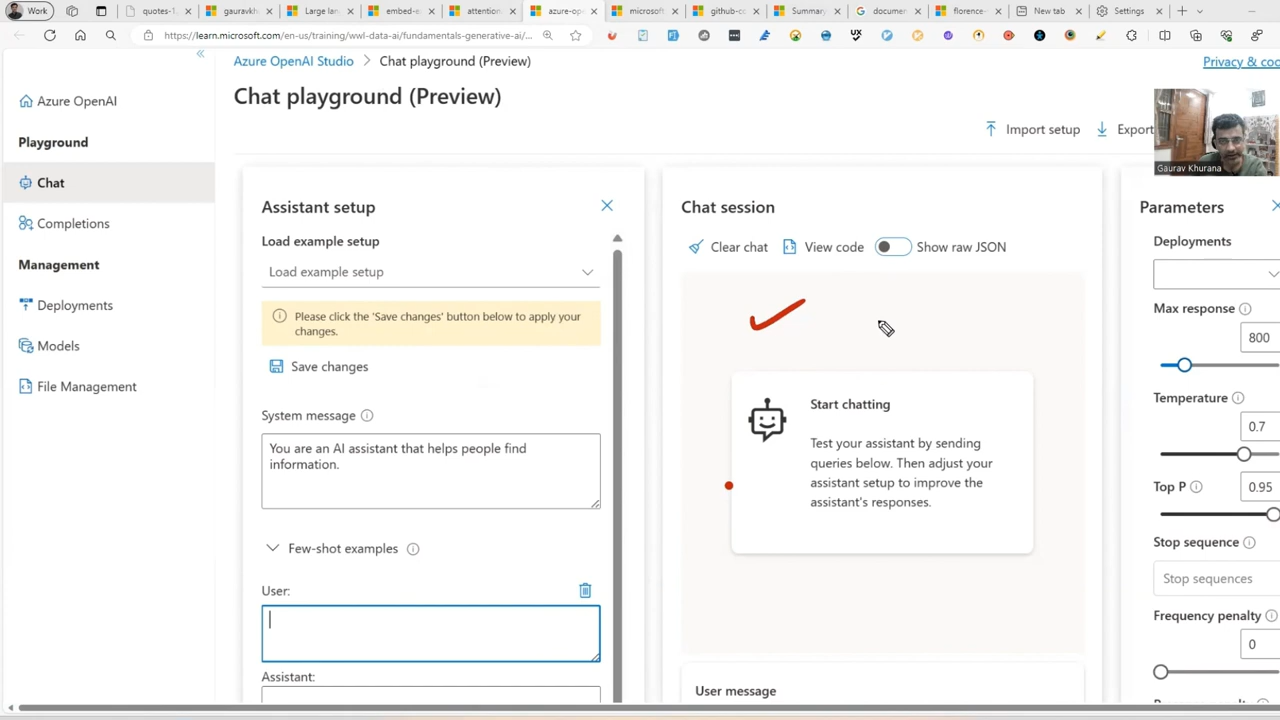 Work
quotes-1
gauravkh
Large lan
embed-e
attention
azure-op
microsof
github-c
Summary
docume
florence-
New tab
Settings
https://learn.microsoft.com/en-us/training/wwl-data-ai/fundamentals-generative-ai/...
UX
Azure OpenAI Studio > Chat playground (Preview)
Privacy & coo
Chat playground (Preview)
Import setup
Export
Gaurav Khurana
Azure OpenAI
Playground
Chat
Completions
Management
Deployments
Models
File Management
Assistant setup
Load example setup
Load example setup
Please click the 'Save changes' button below to apply your
changes.
Save changes
System message
You are an AI assistant that helps people find
information.
Few-shot examples
User:
Assistant:
Chat session
Clear chat
View code
Show raw JSON
Start chatting
Test your assistant by sending
queries below. Then adjust your
assistant setup to improve the
assistant's responses.
User message
Parameters
Deployments
Max response
800
Temperature
0.7
Top P
0.95
Stop sequence
Stop sequences
Frequency penalty
0